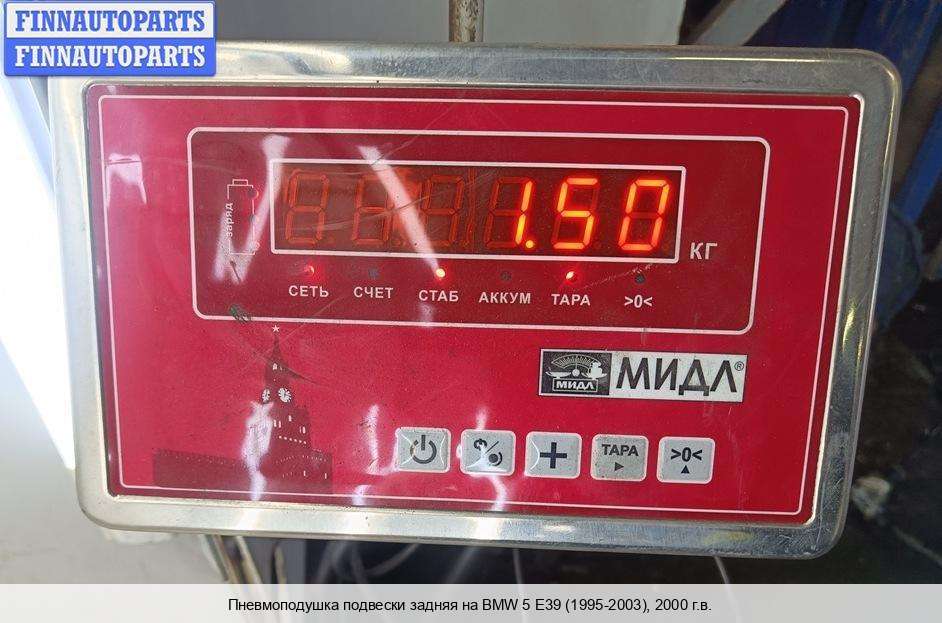 FINNAUTOPARTS
FINNAUTOPARTS
заряд
1.50 КГ
СЕТЬ СЧЕТ СТАБ АККУМ ТАРА >0<
МИДЛ МИДЛ®
ТАРА >0<
Пневмоподушка подвески задняя на BMW 5 E39 (1995-2003), 2000 г.в.